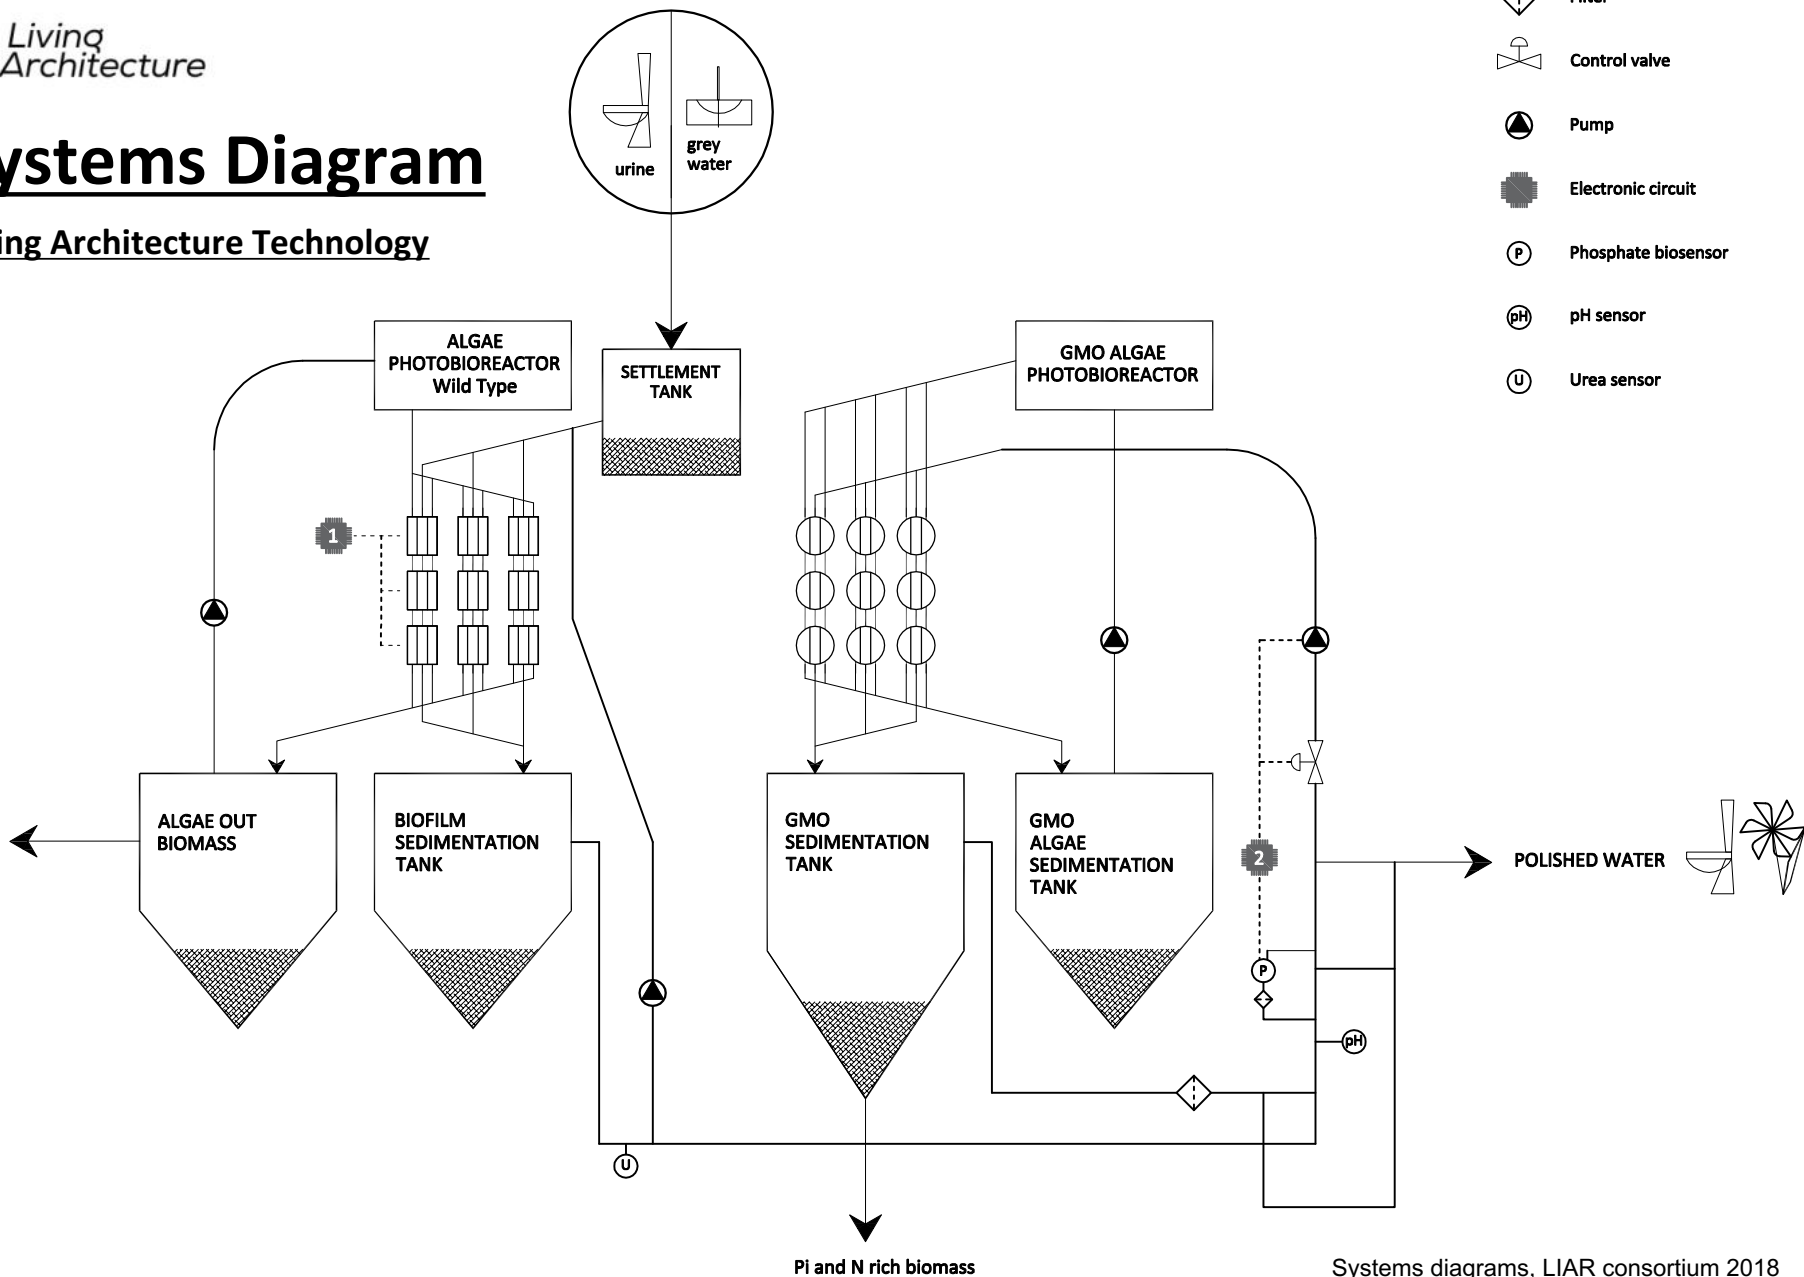 Living
Architecture
ystems Diagram
ing Architecture Technology
urine
grey
water
Control valve
Pump
Electronic circuit
P
Phosphate biosensor
pH
pH sensor
U
Urea sensor
ALGAE
PHOTOBIOREACTOR
Wild Type
SETTLEMENT
TANK
GMO ALGAE
PHOTOBIOREACTOR
1
ALGAE OUT
BIOMASS
BIOFILM
SEDIMENTATION
TANK
GMO
SEDIMENTATION
TANK
GMO
ALGAE
SEDIMENTATION
TANK
2
POLISHED WATER
P
pH
U
Pi and N rich biomass
Systems diagrams, LIAR consortium 2018